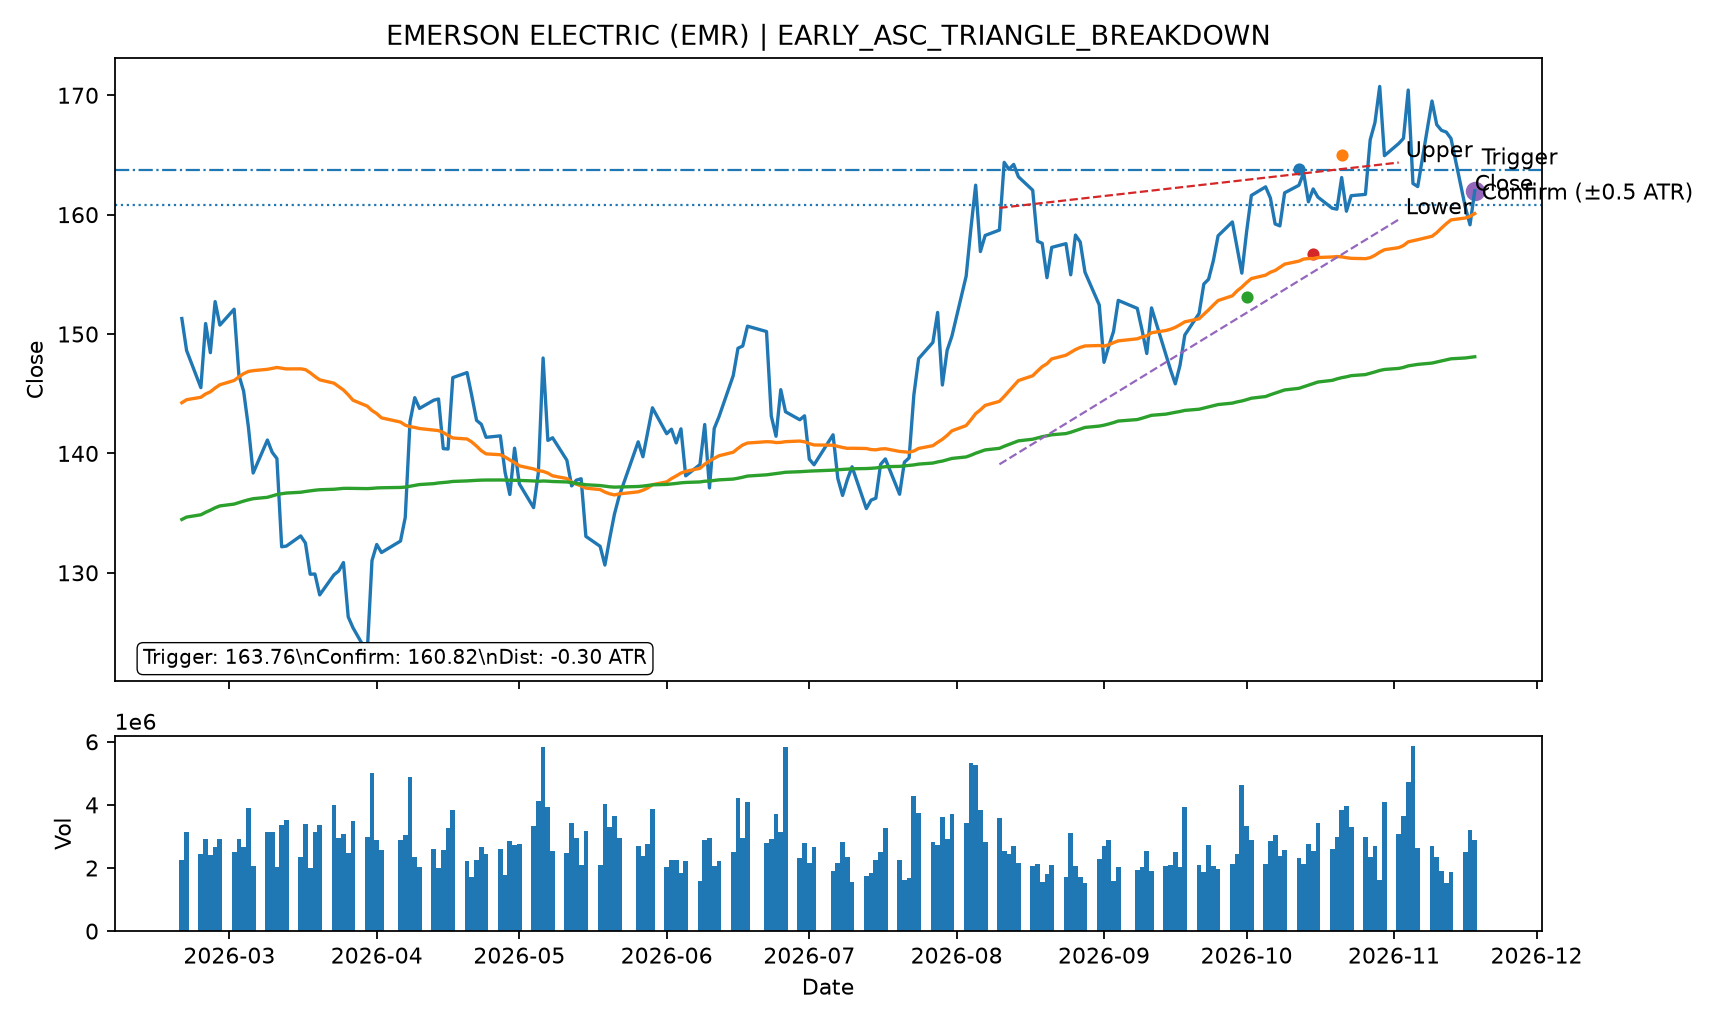 EMERSON ELECTRIC (EMR) | EARLY_ASC_TRIANGLE_BREAKDOWN
170
160
150
140
130
Close
Upper
Trigger
Close
Confirm (±0.5 ATR)
Lower
Trigger: 163.76\nConfirm: 160.82\nDist: -0.30 ATR
1e6
6
4
2
0
Vol
2026-03
2026-04
2026-05
2026-06
2026-07
2026-08
2026-09
2026-10
2026-11
2026-12
Date